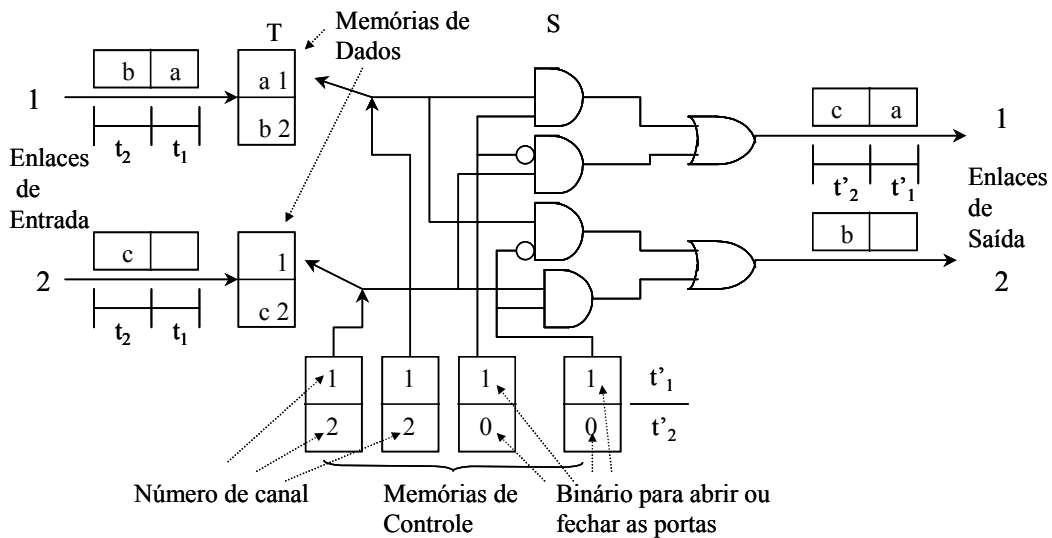 T
Memórias de
Dados
S
b a
1
t2 t1
a 1
b 2
c a
1
t'2 t'1
Enlaces
de
Entrada
Enlaces
de
Saída
c
2
t2 t1
1
c 2
b
2
1 1 1 1 t'1
2 2 0 0 t'2
Número de canal
Memórias de
Controle
Binário para abrir ou
fechar as portas